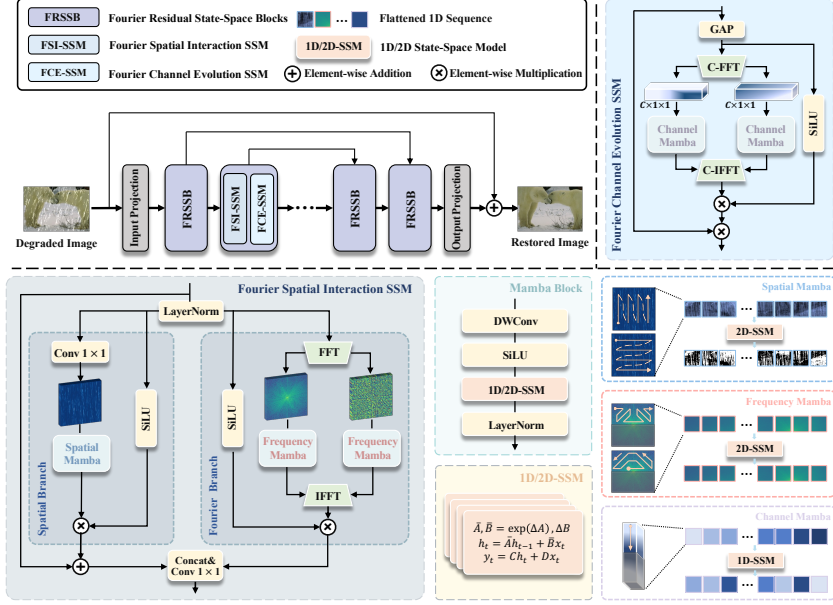 FRSSB
Fourier Residual State-Space Blocks
...
Flattened 1D Sequence
FSI-SSM
Fourier Spatial Interaction SSM
1D/2D-SSM
1D/2D State-Space Model
FCE-SSM
Fourier Channel Evolution SSM
Element-wise Addition
Element-wise Multiplication
Degraded Image
Input Projection
FRSSB
FSI-SSM
FCE-SSM
...
FRSSB
FRSSB
Output Projection
Restored Image
Fourier Channel Evolution SSM
GAP
C-FFT
C×1×1
C×1×1
Channel
Mamba
Channel
Mamba
SiLU
C-IFFT
Fourier Spatial Interaction SSM
LayerNorm
Spatial Branch
Conv 1 × 1
Spatial
Mamba
SiLU
Fourier Branch
SiLU
FFT
Frequency
Mamba
Frequency
Mamba
IFFT
Concat&
Conv 1 × 1
Mamba Block
DWConv
SiLU
1D/2D-SSM
LayerNorm
1D/2D-SSM
Ā, B̄ = exp(ΔA), ΔB
hₜ = Āhₜ₋₁ + B̄xₜ
yₜ = Chₜ + Dxₜ
Spatial Mamba
...
2D-SSM
...
Frequency Mamba
...
2D-SSM
...
Channel Mamba
...
1D-SSM
...